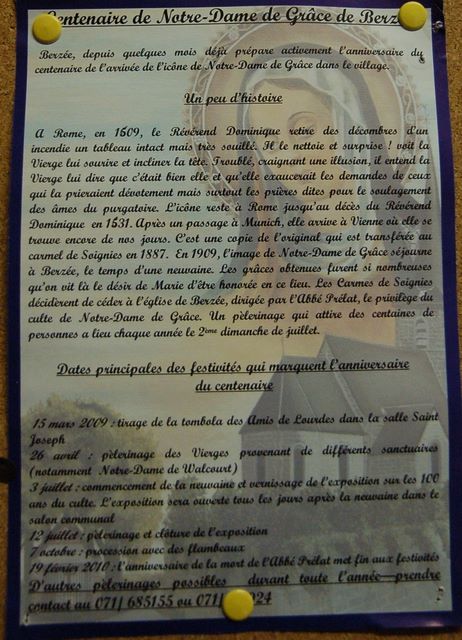 Centenaire de Notre-Dame de Grâce de Berzée
Berzée, depuis quelques mois déjà prépare activement l'anniversaire du
centenaire de l'arrivée de l'icône de Notre-Dame de Grâce dans le village.
Un peu d'histoire
A Rome, en 1609, le Révérend Dominique retire des décombres d'un
incendie un tableau intact mais très souillé. Il le nettoie et surprise ! voit la
Vierge lui sourire et incliner la tête. Troublé, craignant une illusion, il entend la
Vierge lui dire que c'était bien elle et qu'elle exaucerait les demandes de ceux
qui la prieraient dévotement mais surtout les prières dites pour le soulagement
des âmes du purgatoire. L'icône reste à Rome jusqu'au décès du Révérend
Dominique en 1531. Après un passage à Munich, elle arrive à Vienne où elle se
trouve encore de nos jours. C'est une copie de l'original qui est transférée au
carmel de Soignies en 1887. En 1909, l'image de Notre-Dame de Grâce séjourne
à Berzée, le temps d'une neuvaine. Les grâces obtenues furent si nombreuses
qu'on vit là le désir de Marie d'être honorée en ce lieu. Les Carmes de Soignies
décidèrent de céder à l'église de Berzée, dirigée par l'Abbé Prélat, le privilège du
culte de Notre-Dame de Grâce. Un pèlerinage qui attire des centaines de
personnes a lieu chaque année le 2ème dimanche de juillet.
Dates principales des festivités qui marquent l'anniversaire
du centenaire
15 mars 2009 : tirage de la tombola des Amis de Lourdes dans la salle Saint
Joseph
26 avril : pèlerinage des Vierges provenant de différents sanctuaires
(notamment Notre-Dame de Walcourt)
3 juillet : commencement de la neuvaine et vernissage de l'exposition sur les 100
ans du culte. L'exposition sera ouverte tous les jours après la neuvaine dans le
salon communal
12 juillet : pèlerinage et clôture de l'exposition
7 octobre : procession avec des flambeaux
19 février 2010 : l'anniversaire de la mort de l'Abbé Prélat met fin aux festivités
D'autres pèlerinages possibles durant toute l'année prendre
contact au 071/ 685155 ou 071/ 024